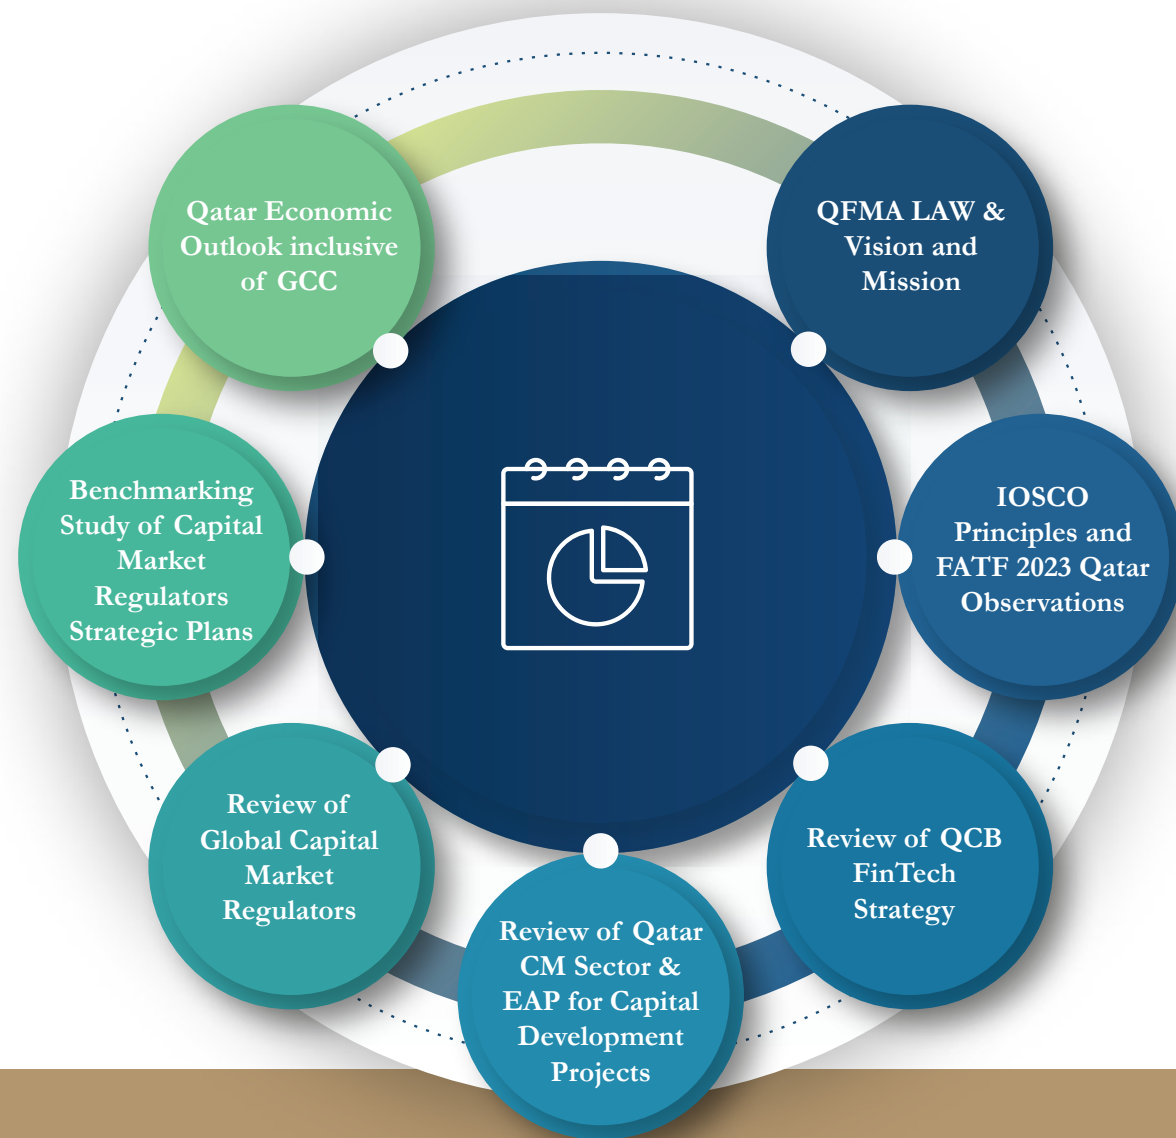 Qatar Economic
Outlook inclusive
of GCC
QFMA LAW &
Vision and
Mission
Benchmarking
Study of Capital
Market
Regulators
Strategic Plans
IOSCO
Principles and
FATF 2023 Qatar
Observations
Review of
Global Capital
Market
Regulators
Review of QCB
FinTech
Strategy
Review of Qatar
CM Sector &
EAP for Capital
Development
Projects